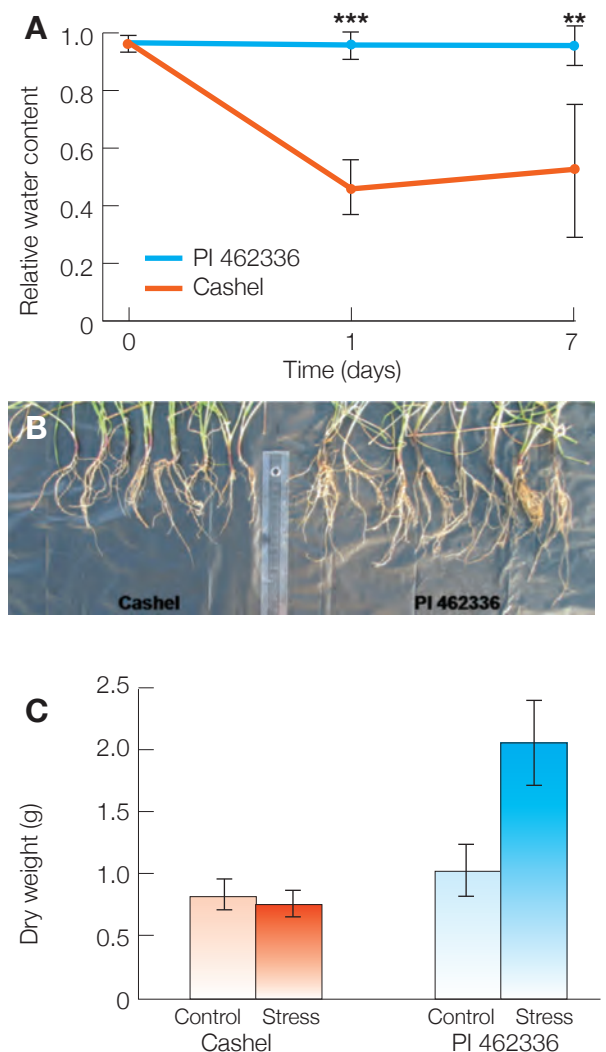 A
*** **
1.0
0.8
0.6
0.4
0.2
0
Relative water content
PI 462336
Cashel
0 1 7
Time (days)
B
Cashel PI 462336
C
2.5
2.0
1.5
1.0
0.5
0
Dry weight (g)
Control Stress Control Stress
Cashel PI 462336